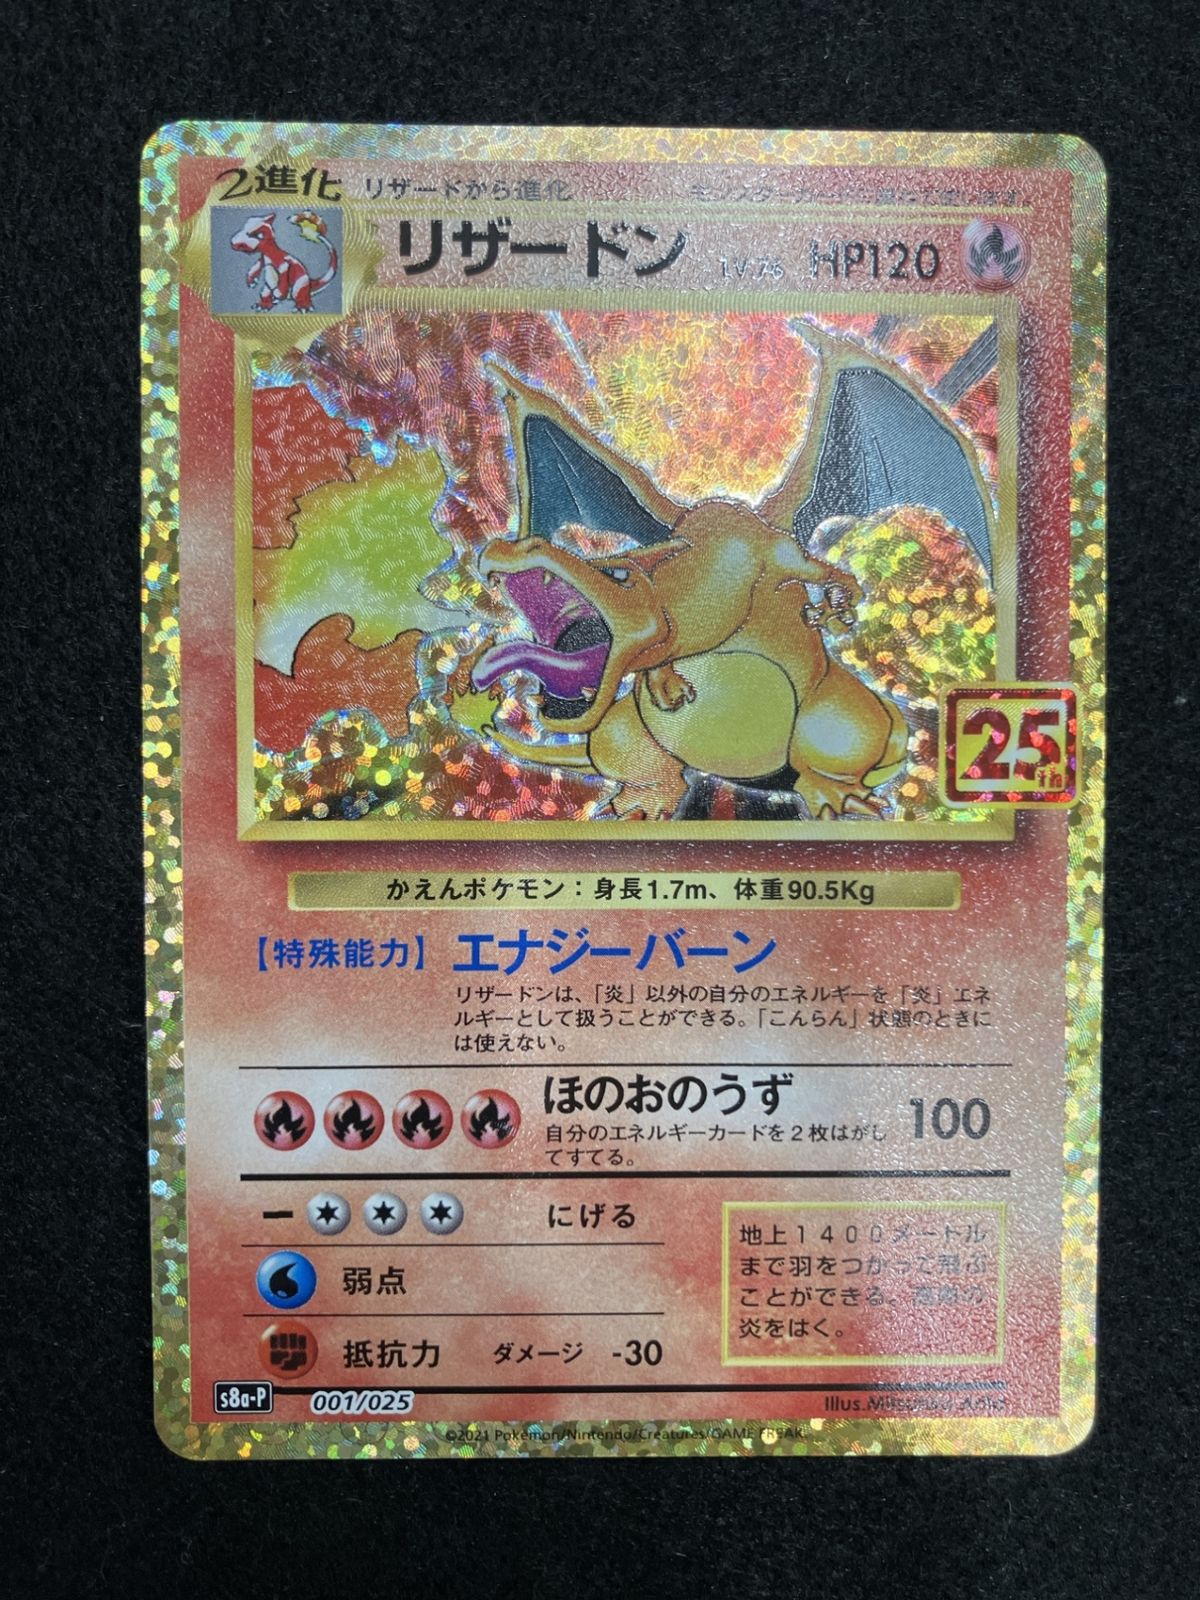 2進化 リザードから進化
リザードン LV.76 HP120
25th
かえんポケモン：身長1.7m、体重90.5Kg
【特殊能力】エナジーバーン
リザードンは、「炎」以外の自分のエネルギーを「炎」エネ
ルギーとして扱うことができる。「こんらん」状態のときに
は使えない。
ほのおのうず 100
自分のエネルギーカードを2枚はがし
てすてる。
ー にげる
弱点
抵抗力 ダメージ -30
地上1400メートル
まで羽をつかって飛ぶ
ことができる。高熱の
炎をはく。
s8a-P 001/025 Illus.Mitsuhiro Arita
©2021 Pokémon/Nintendo/Creatures/GAME FREAK.